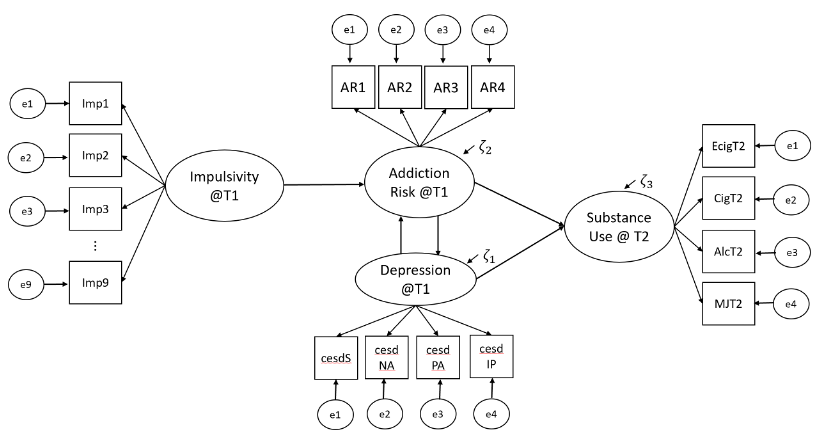 e1
e2
e3
e4
AR1
AR2
AR3
AR4
e1
Imp1
e2
Imp2
e3
Imp3
⋮
e9
Imp9
Impulsivity
@T1
Addiction
Risk @T1
ζ2
Depression
@T1
ζ1
Substance
Use @ T2
ζ3
EcigT2
e1
CigT2
e2
AlcT2
e3
MJT2
e4
cesdS
cesd
NA
cesd
PA
cesd
IP
e1
e2
e3
e4